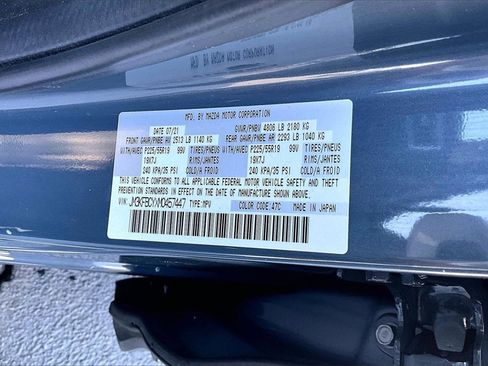 MFD. BY MAZDA MOTOR CORPORATION
DATE 07/21 GVWR/PNBV 4806 LB 2180 KG
FRONT GAWR/PNBE AV 2513 LB 1140 KG REAR GAWR/PNBE AR 2293 LB 1040 KG
WITH/AVEC P225/55R19 99V TIRES/PNEUS WITH/AVEC P225/55R19 99V TIRES/PNEUS
19X7J RIMS/JANTES 19X7J RIMS/JANTES
240 KPA/35 PSI COLD/A FROID 240 KPA/35 PSI COLD/A FROID
THIS VEHICLE CONFORMS TO ALL APPLICABLE FEDERAL MOTOR VEHICLE SAFETY AND
THEFT PREVENTION STANDARDS IN EFFECT ON THE DATE OF MANUFACTURE SHOWN ABOVE.
VIN: TYPE: MPV COLOR CODE: 47C MADE IN JAPAN